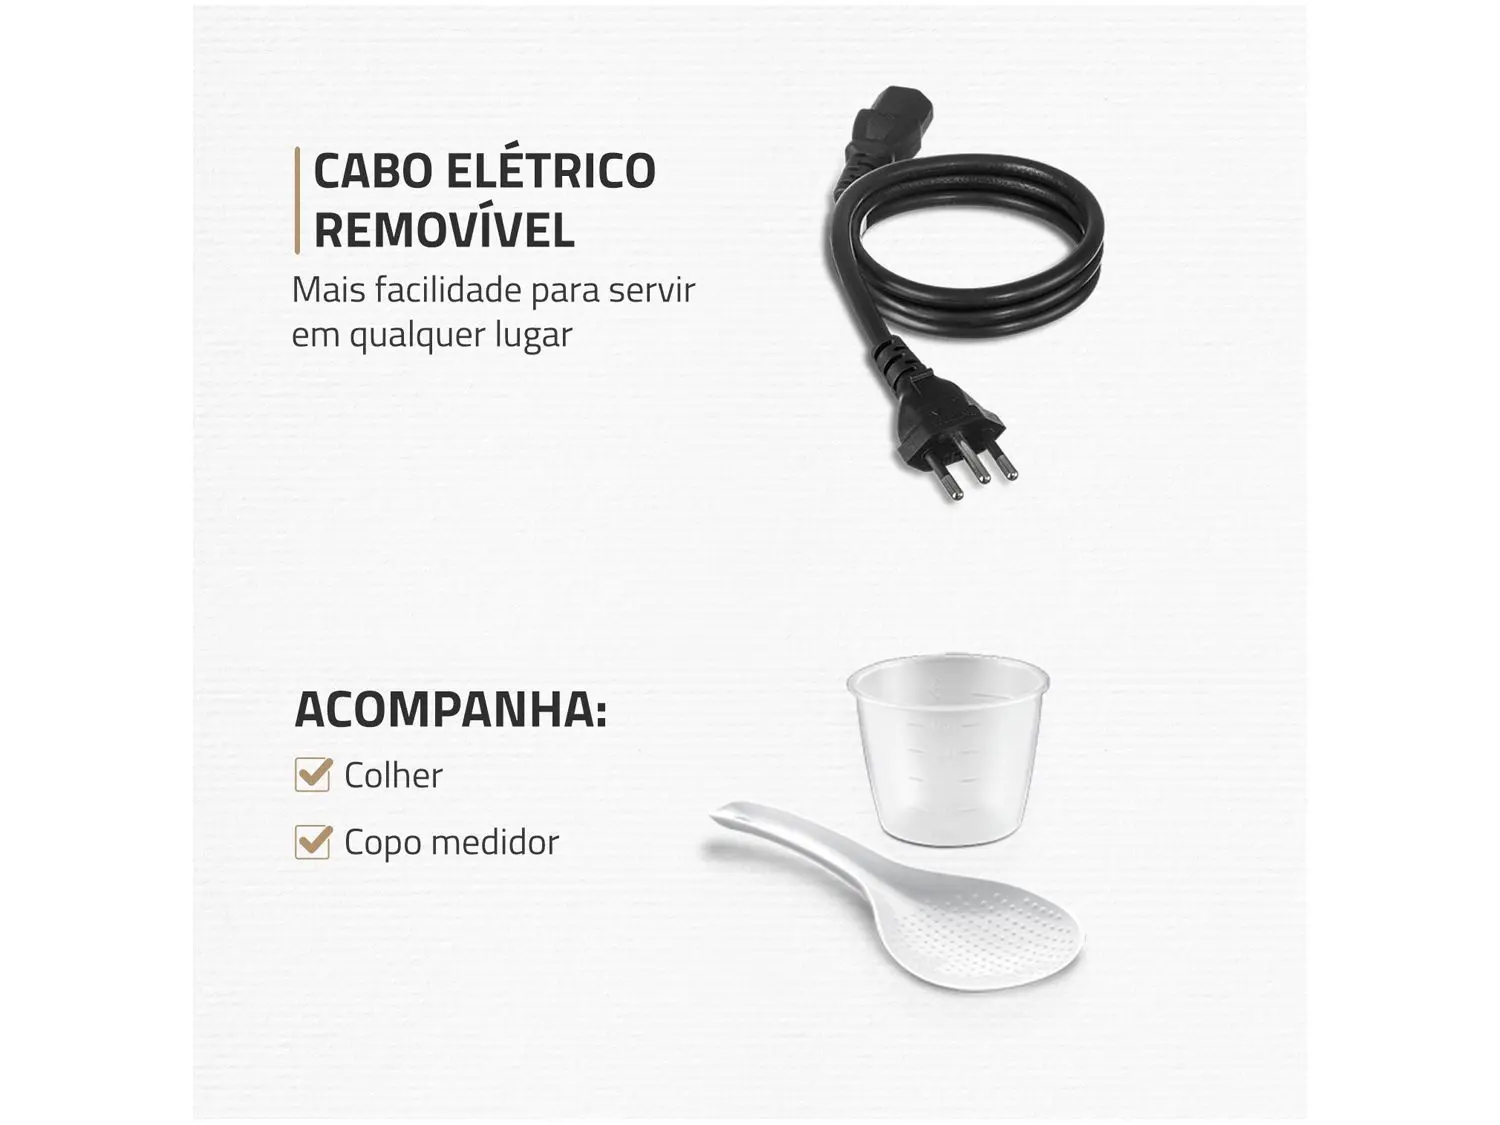 CABO ELÉTRICO
REMOVÍVEL
Mais facilidade para servir
em qualquer lugar
ACOMPANHA:
Colher
Copo medidor